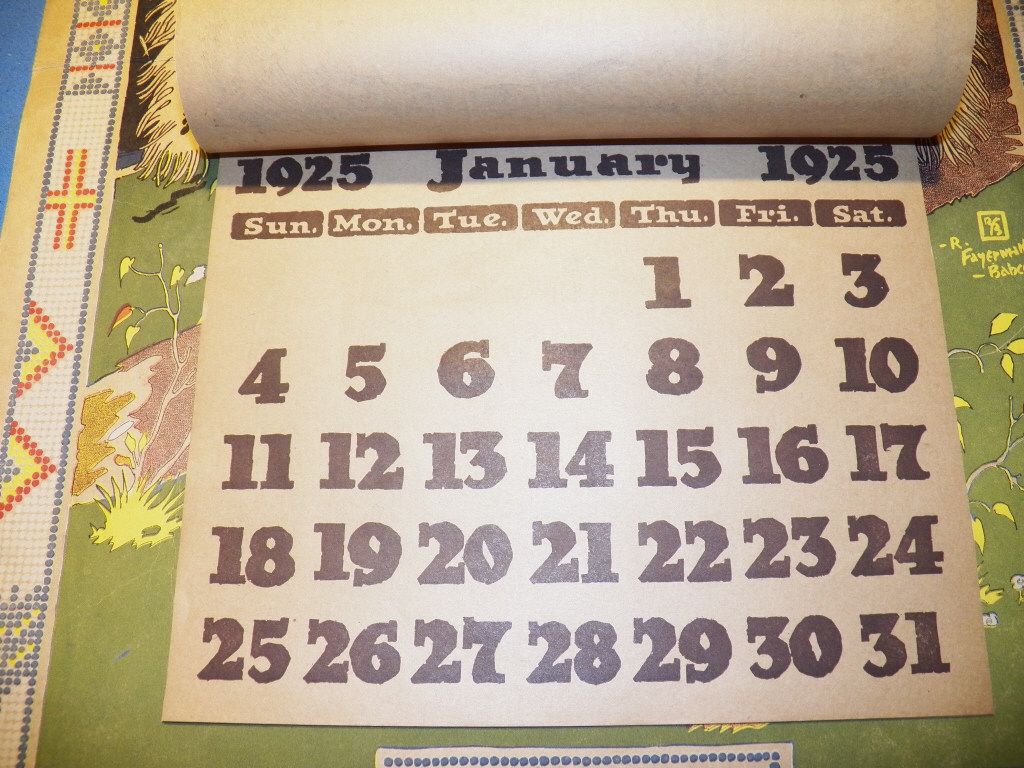 1925 January 1925
Sun. Mon. Tue. Wed. Thu. Fri. Sat.
1 2 3
4 5 6 7 8 9 10
11 12 13 14 15 16 17
18 19 20 21 22 23 24
25 26 27 28 29 30 31
-R.